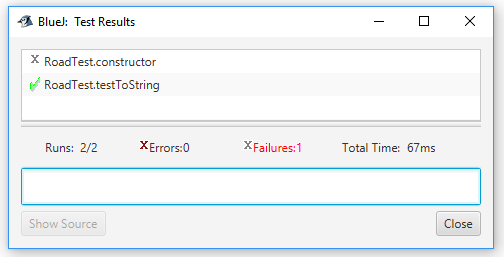 BlueJ: Test Results
RoadTest.constructor
RoadTest.testToString
Runs: 2/2 Errors:0 Failures:1 Total Time: 67ms
Show Source Close